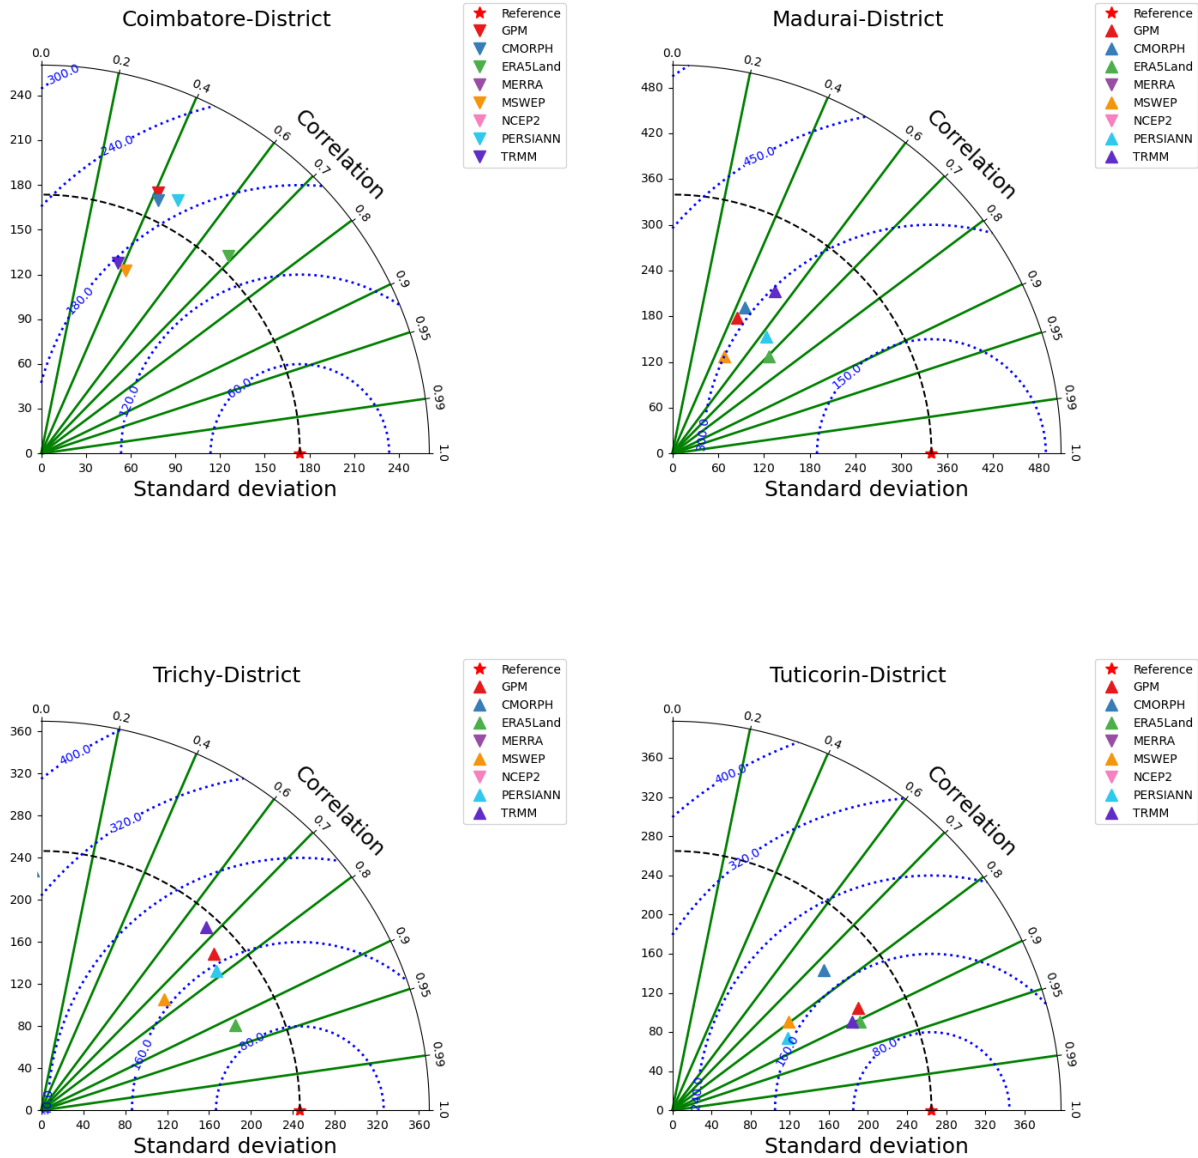 Coimbatore-District
Reference
GPM
CMORPH
ERA5Land
MERRA
MSWEP
NCEP2
PERSIANN
TRMM
0.0
0.2
0.4
0.6
0.7
0.8
0.9
0.95
0.99
1.0
Correlation
300.0
240.0
180.0
120.0
60.0
240
210
180
150
120
90
60
30
0
0 30 60 90 120 150 180 210 240
Standard deviation
Madurai-District
Reference
GPM
CMORPH
ERA5Land
MERRA
MSWEP
NCEP2
PERSIANN
TRMM
0.0
0.2
0.4
0.6
0.7
0.8
0.9
0.95
0.99
1.0
Correlation
450.0
300.0
150.0
480
420
360
300
240
180
120
60
0
0 60 120 180 240 300 360 420 480
Standard deviation
Trichy-District
Reference
GPM
CMORPH
ERA5Land
MERRA
MSWEP
NCEP2
PERSIANN
TRMM
0.0
0.2
0.4
0.6
0.7
0.8
0.9
0.95
0.99
1.0
Correlation
400.0
320.0
160.0
80.0
360
320
280
240
200
160
120
80
40
0
0 40 80 120 160 200 240 280 320 360
Standard deviation
Tuticorin-District
Reference
GPM
CMORPH
ERA5Land
MERRA
MSWEP
NCEP2
PERSIANN
TRMM
0.0
0.2
0.4
0.6
0.7
0.8
0.9
0.95
0.99
1.0
Correlation
400.0
320.0
240.0
160.0
80.0
360
320
280
240
200
160
120
80
40
0
0 40 80 120 160 200 240 280 320 360
Standard deviation